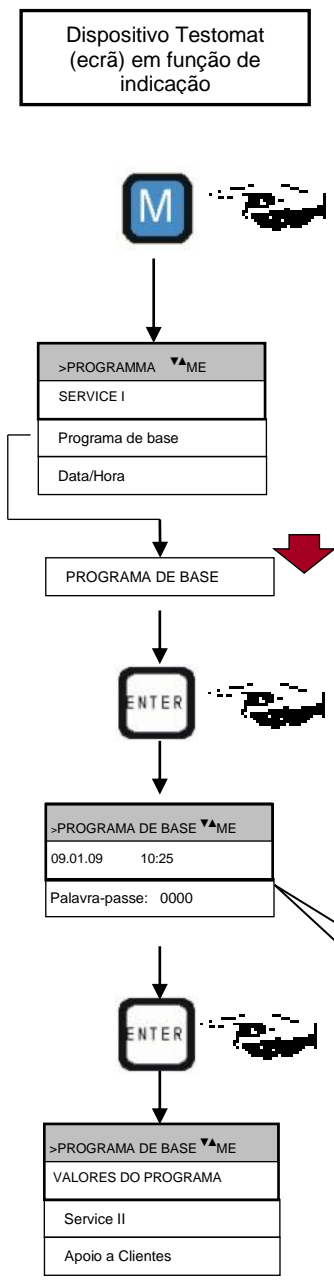 Dispositivo Testomat
(ecrã) em função de
indicação
M
>PROGRAMMA ▼▲ME
SERVICE I
Programa de base
Data/Hora
PROGRAMA DE BASE
ENTER
>PROGRAMA DE BASE ▼▲ME
09.01.09 10:25
Palavra-passe: 0000
ENTER
>PROGRAMA DE BASE ▼▲ME
VALORES DO PROGRAMA
Service II
Apoio a Clientes